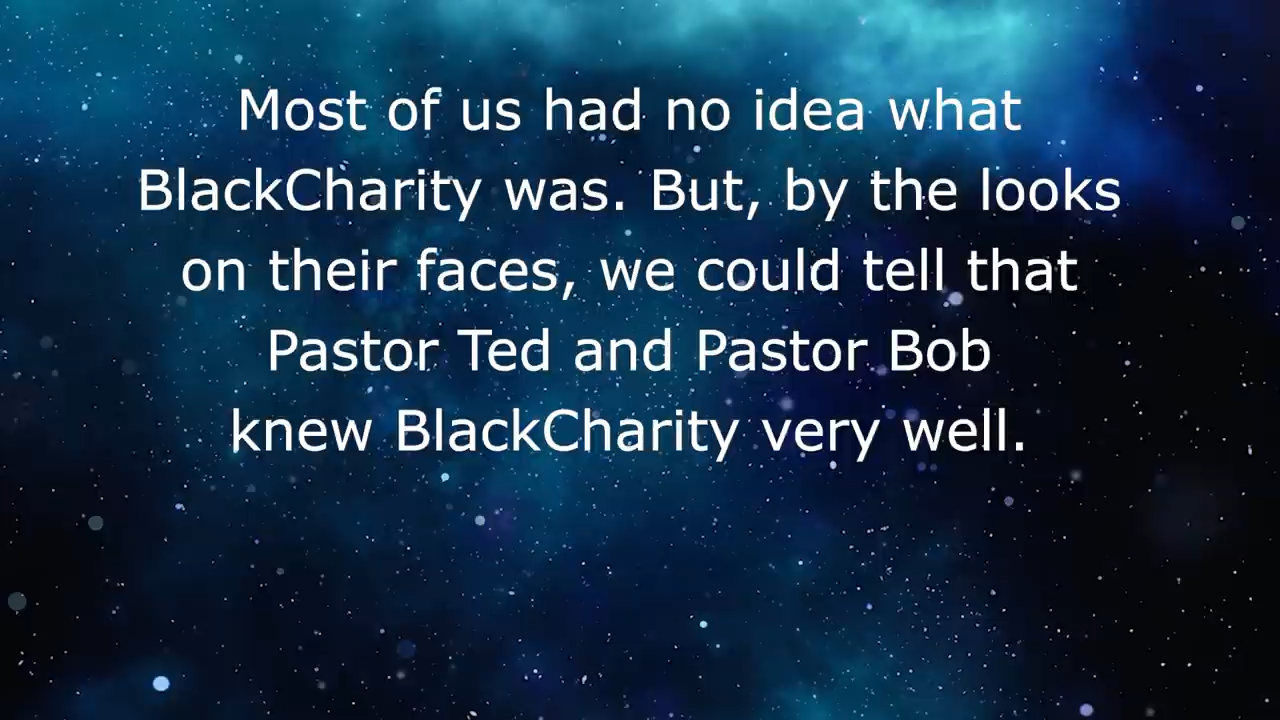 Most of us had no idea what
BlackCharity was. But, by the looks
on their faces, we could tell that
Pastor Ted and Pastor Bob
knew BlackCharity very well.